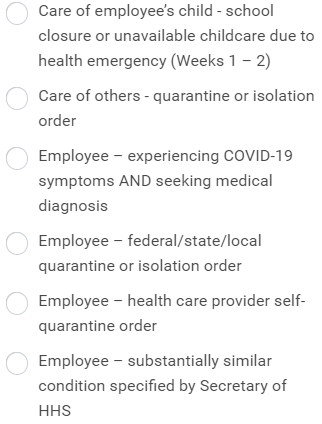 Care of employee's child - school
closure or unavailable childcare due to
health emergency (Weeks 1 – 2)
Care of others - quarantine or isolation
order
Employee – experiencing COVID-19
symptoms AND seeking medical
diagnosis
Employee – federal/state/local
quarantine or isolation order
Employee – health care provider self-
quarantine order
Employee – substantially similar
condition specified by Secretary of
HHS